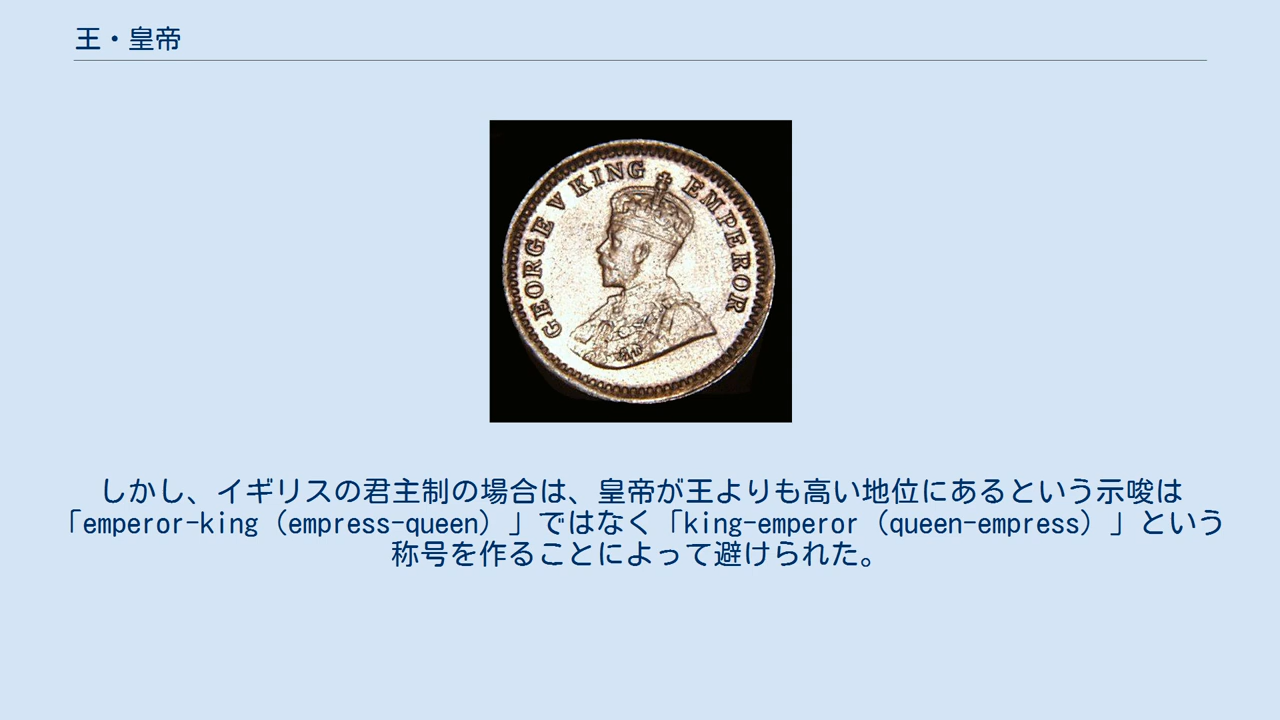 王・皇帝
GEORGE V KING EMPEROR
しかし、イギリスの君主制の場合は、皇帝が王よりも高い地位にあるという示唆は
「emperor-king（empress-queen）」ではなく「king-emperor（queen-empress）」という
称号を作ることによって避けられた。